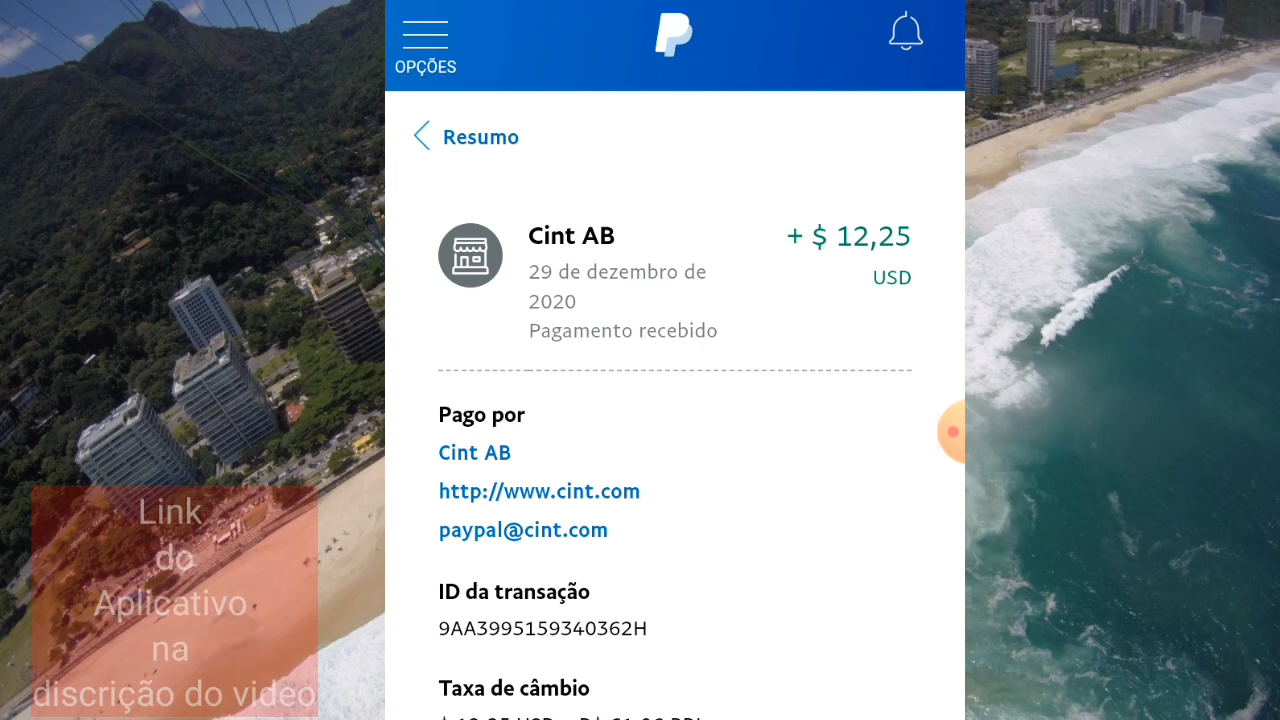 OPÇÕES
Resumo
Cint AB
+ $ 12,25
USD
29 de dezembro de
2020
Pagamento recebido
Pago por
Cint AB
http://www.cint.com
paypal@cint.com
ID da transação
9AA3995159340362H
Taxa de câmbio
Link
do
Aplicativo
na
discrição do video